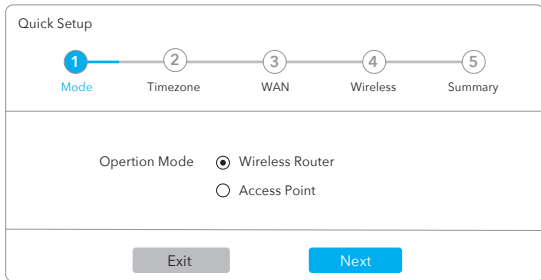 Quick Setup
1 2 3 4 5
Mode Timezone WAN Wireless Summary
Opertion Mode Wireless Router
Access Point
Exit Next